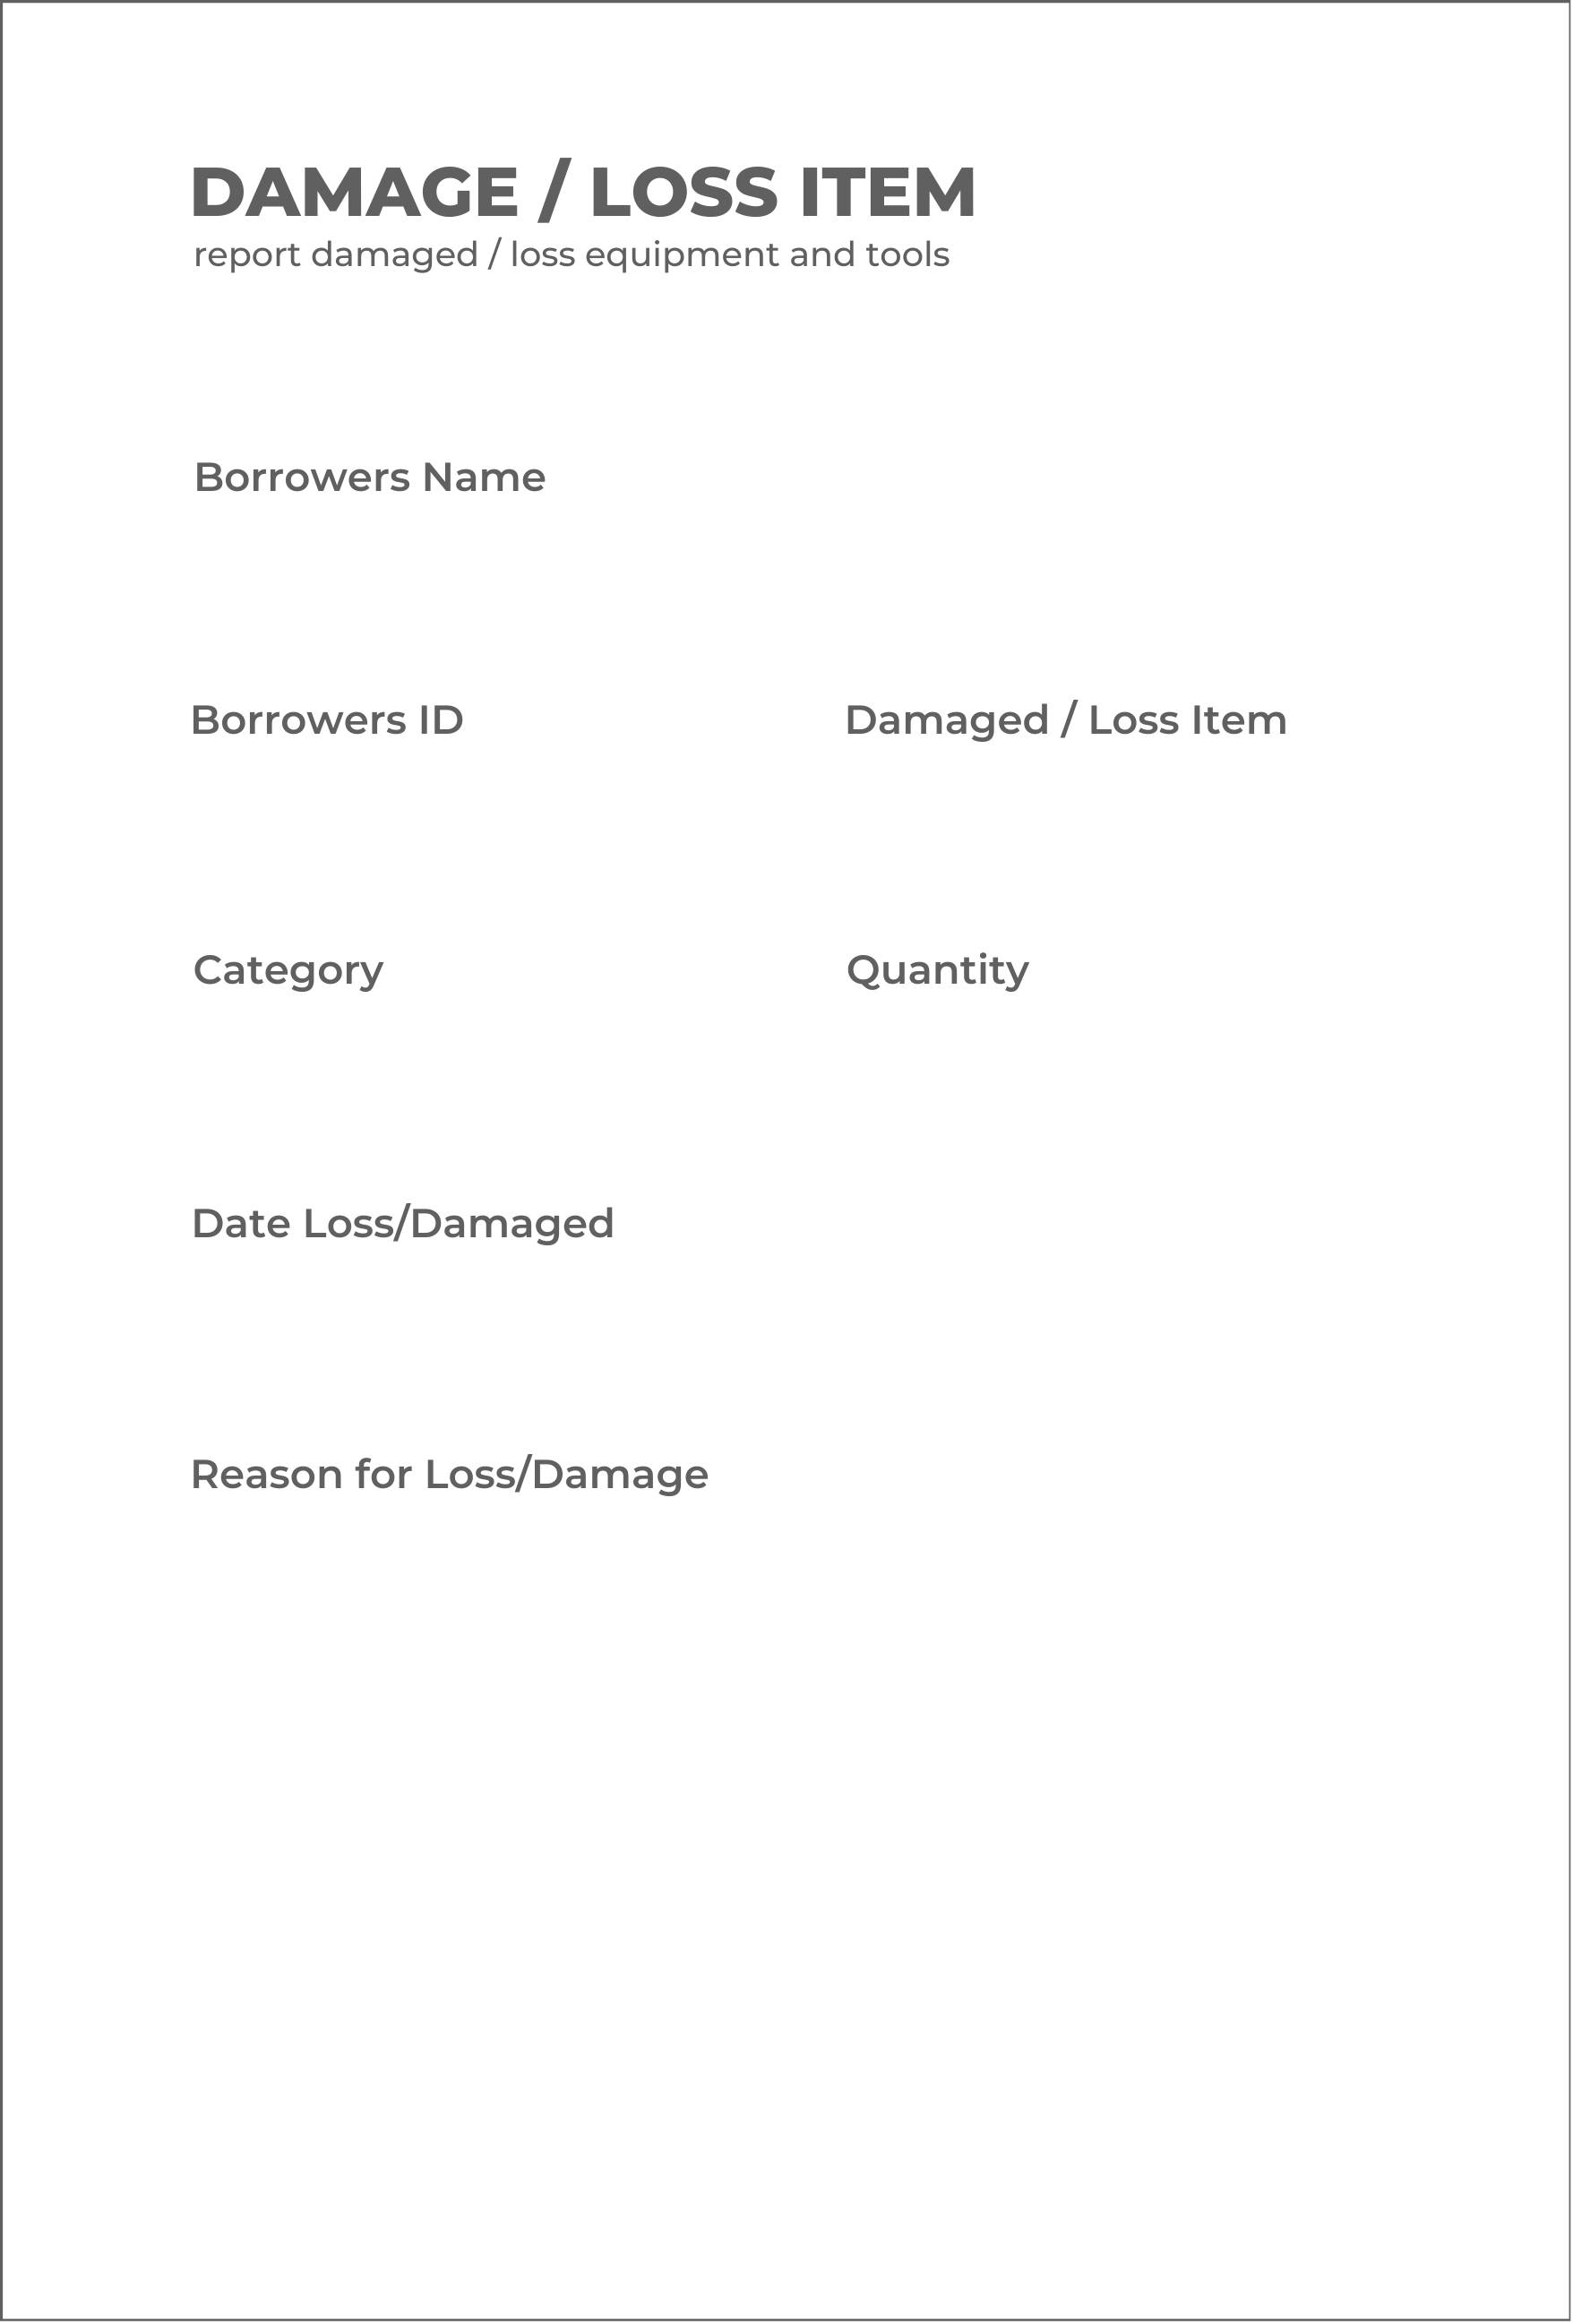 DAMAGE / LOSS ITEM
report damaged / loss equipment and tools
Borrowers Name
Borrowers ID
Damaged / Loss Item
Category
Quantity
Date Loss/Damaged
Reason for Loss/Damage